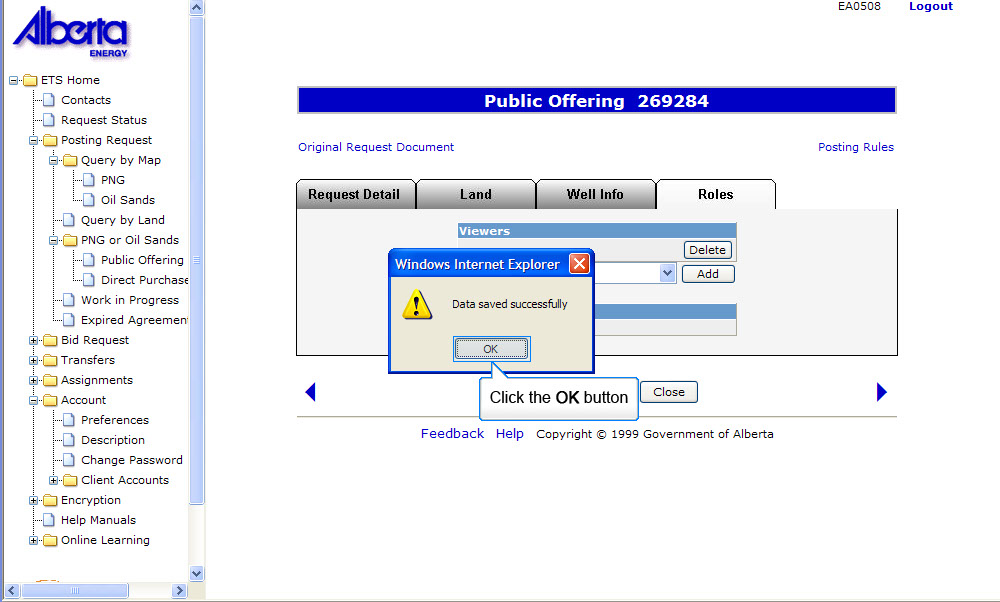 Alberta
ENERGY
EA0508 Logout
ETS Home
Contacts
Request Status
Posting Request
Query by Map
PNG
Oil Sands
Query by Land
PNG or Oil Sands
Public Offering
Direct Purchase
Work in Progress
Expired Agreemen
Bid Request
Transfers
Assignments
Account
Preferences
Description
Change Password
Client Accounts
Encryption
Help Manuals
Online Learning
Public Offering 269284
Original Request Document Posting Rules
Request Detail Land Well Info Roles
Viewers
Delete
Add
Windows Internet Explorer
Data saved successfully
OK
Click the OK button
Close
Feedback Help Copyright © 1999 Government of Alberta